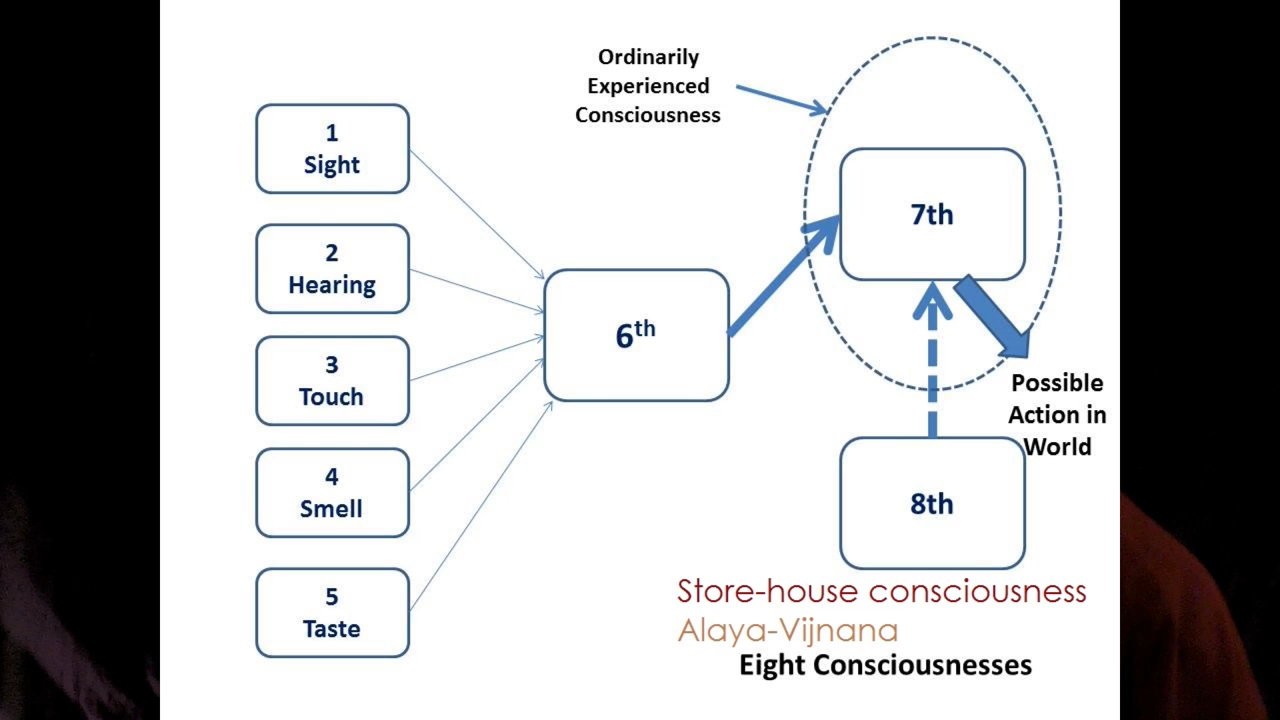 Ordinarily
Experienced
Consciousness
1
Sight
2
Hearing
3
Touch
4
Smell
5
Taste
6th
7th
Possible
Action in
World
8th
Store-house consciousness
Alaya-Vijnana
Eight Consciousnesses